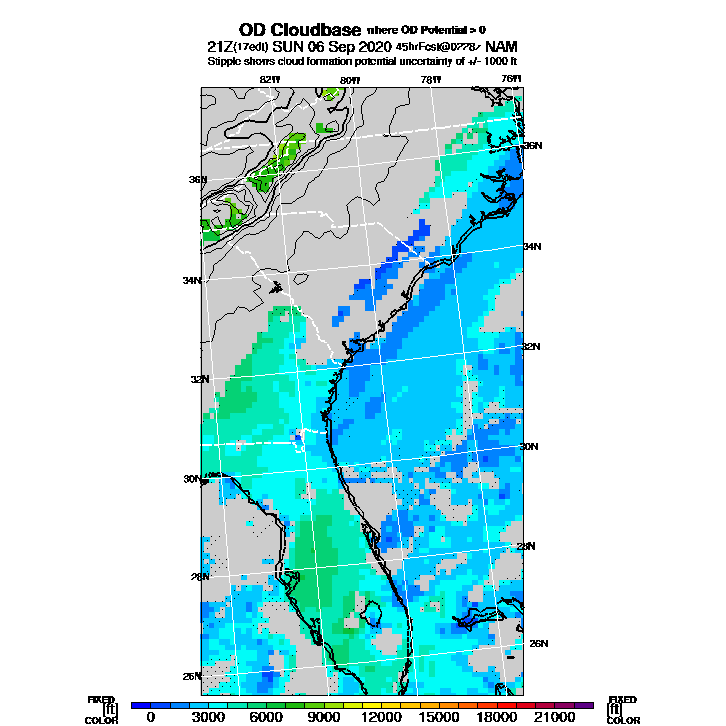 OD Cloudbase where OD Potential > 0
21Z(17edt) SUN 06 Sep 2020 45hrFcst@0778z NAM
Stipple shows cloud formation potential uncertainty of +/- 1000 ft
82W 80W 78W 76W
36N
36N
34N
34N
32N
32N
30N
30N
28N
28N
26N
26N
FIXED FIXED
[ft] [ft]
COLOR 0 3000 6000 9000 12000 15000 18000 21000 COLOR